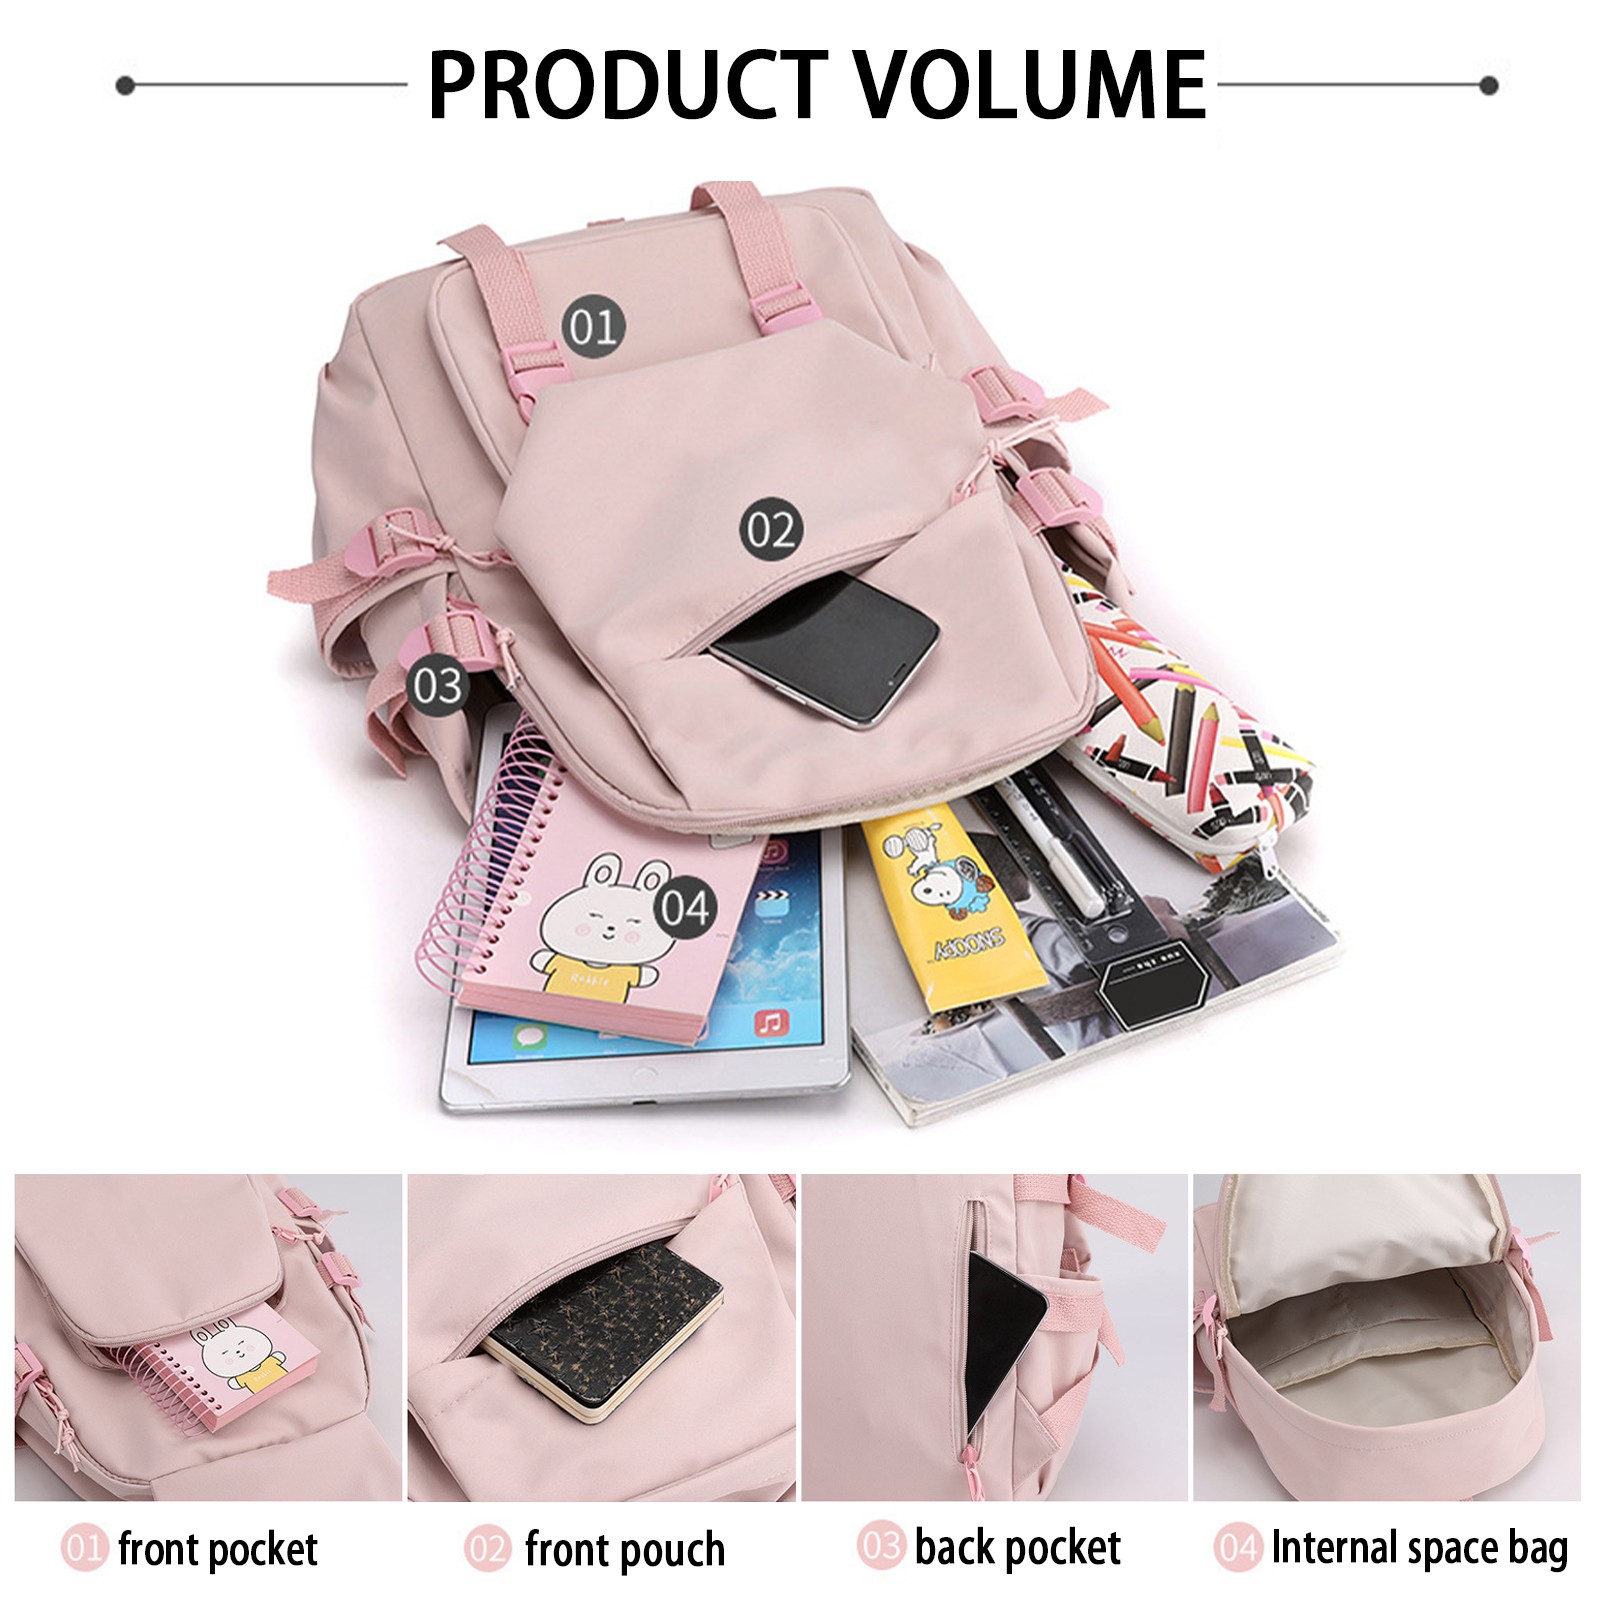 PRODUCT VOLUME
01
02
03
04
Rabbit
SNOOPY
01 front pocket
02 front pouch
03 back pocket
04 Internal space bag